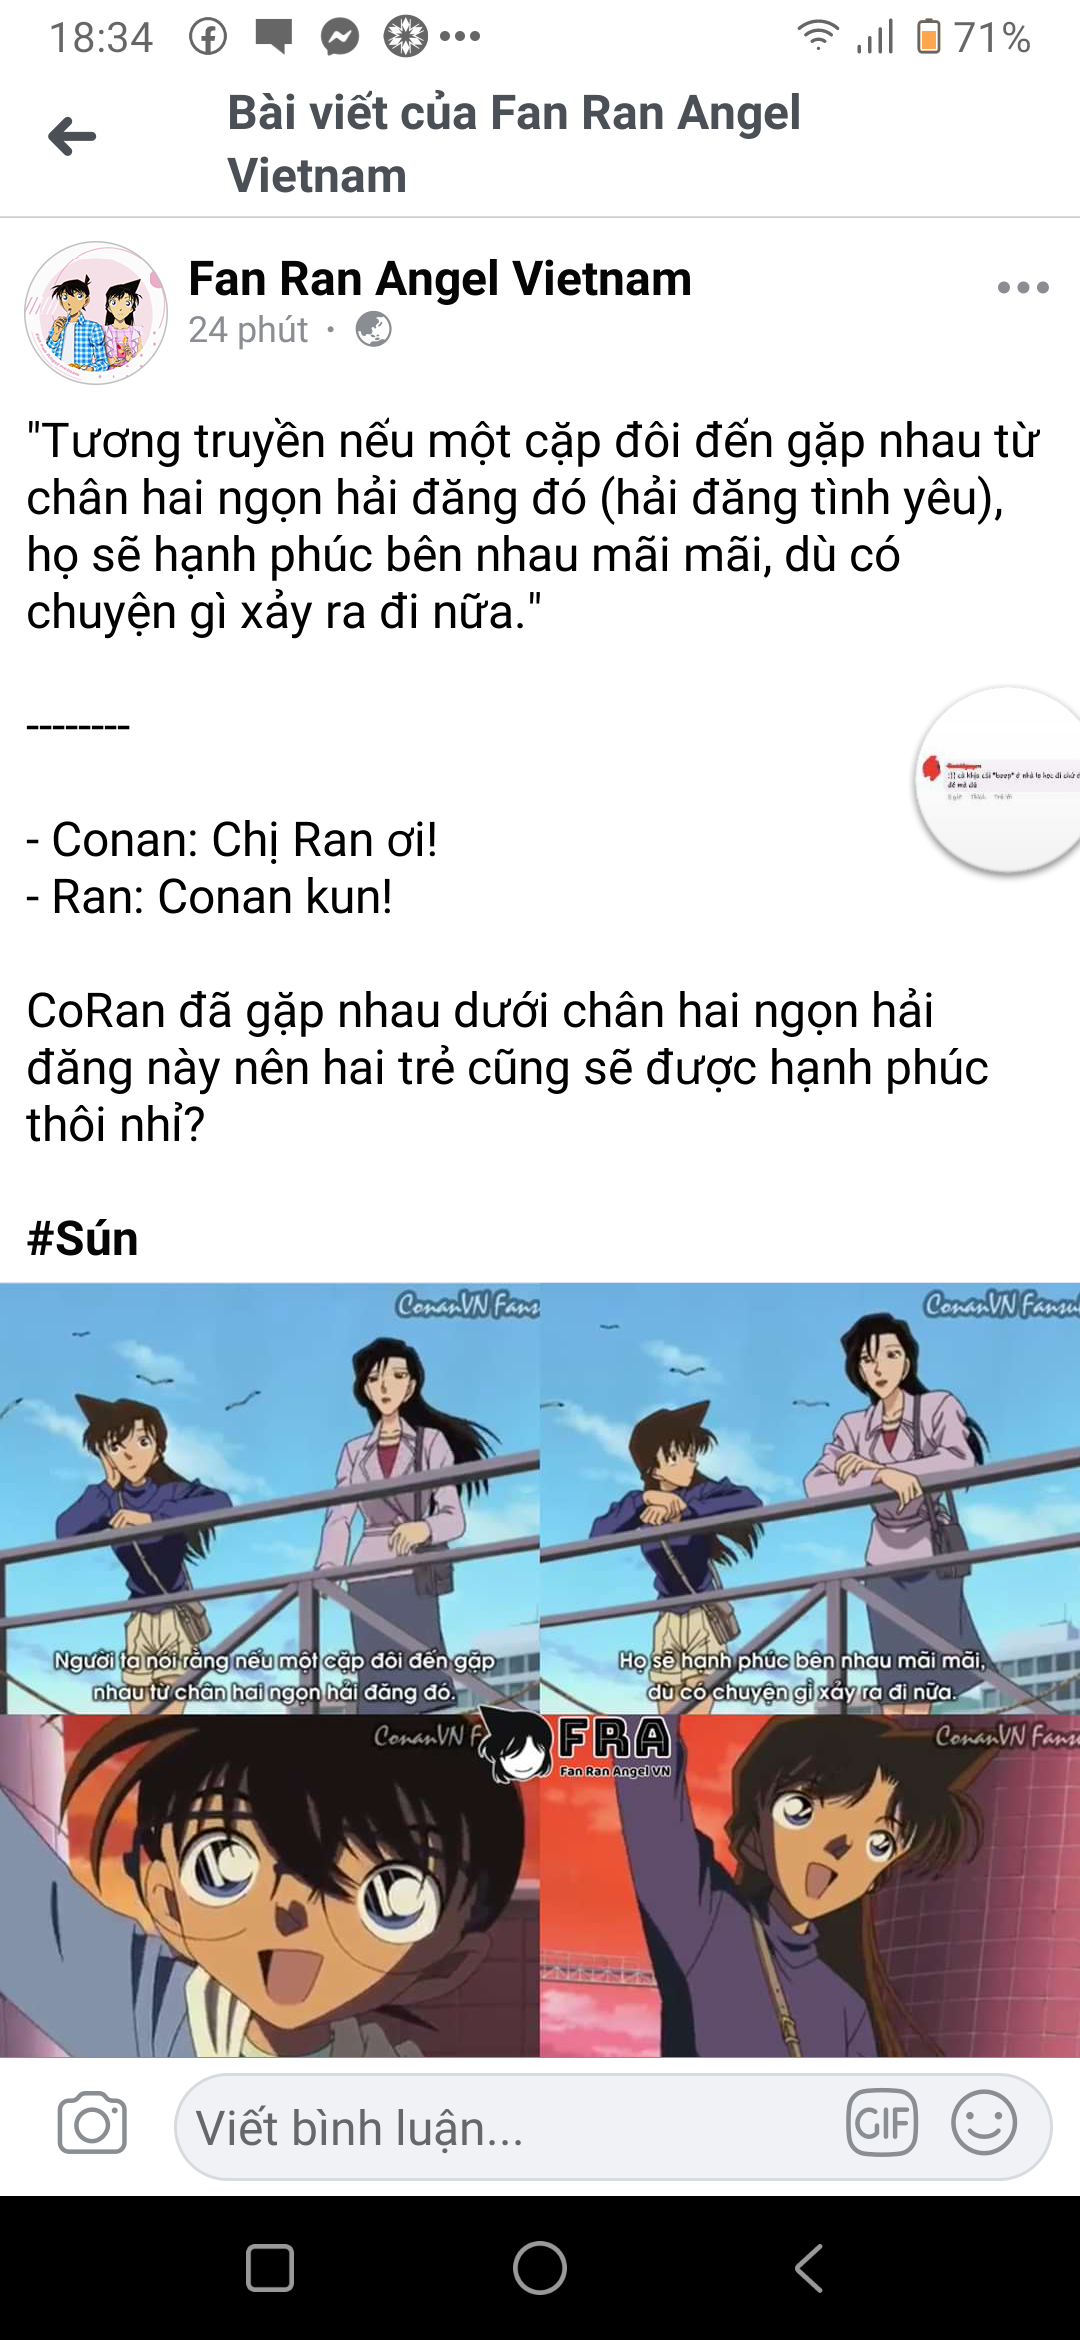 18:34
71%
Bài viết của Fan Ran Angel
Vietnam
Fan Ran Angel Vietnam
24 phút ·
"Tương truyền nếu một cặp đôi đến gặp nhau từ
chân hai ngọn hải đăng đó (hải đăng tình yêu),
họ sẽ hạnh phúc bên nhau mãi mãi, dù có
chuyện gì xảy ra đi nữa."
--------
- Conan: Chị Ran ơi!
- Ran: Conan kun!
CoRan đã gặp nhau dưới chân hai ngọn hải
đăng này nên hai trẻ cũng sẽ được hạnh phúc
thôi nhỉ?
#Sún
ConanVN Fans
ConanVN Fansu
Người ta nói rằng nếu một cặp đôi đến gặp
nhau từ chân hai ngọn hải đăng đó.
Họ sẽ hạnh phúc bên nhau mãi mãi,
dù có chuyện gì xảy ra đi nữa.
ConanVN F
FRA
Fan Ran Angel VN
ConanVN Fans
Viết bình luận...
GIF